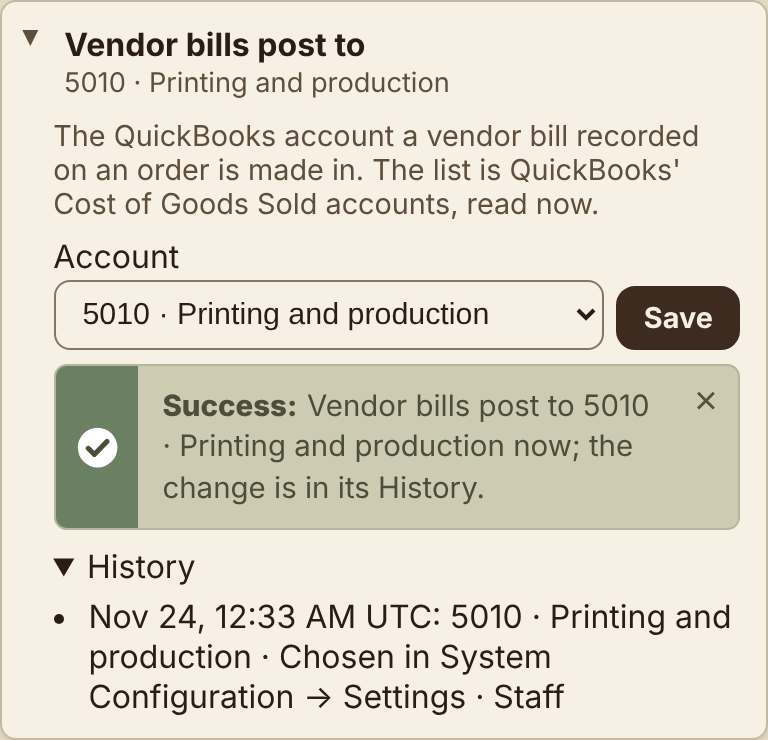 Vendor bills post to
5010 · Printing and production
The QuickBooks account a vendor bill recorded
on an order is made in. The list is QuickBooks'
Cost of Goods Sold accounts, read now.
Account
5010 · Printing and production
Save
Success: Vendor bills post to 5010
· Printing and production now; the
change is in its History.
History
Nov 24, 12:33 AM UTC: 5010 · Printing and
production · Chosen in System
Configuration → Settings · Staff